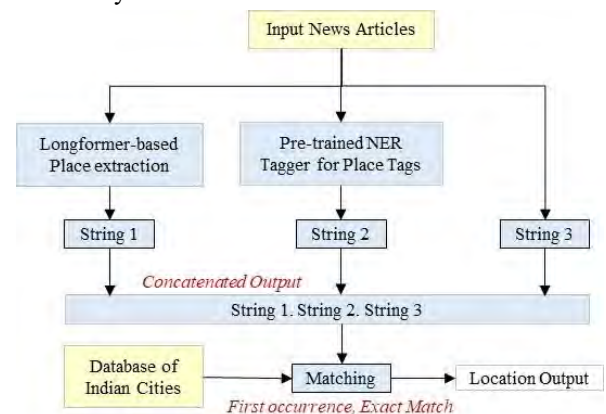 Input News Articles
Longformer-based
Place extraction
Pre-trained NER
Tagger for Place Tags
String 1
String 2
String 3
Concatenated Output
String 1. String 2. String 3
Database of
Indian Cities
Matching
Location Output
First occurrence, Exact Match